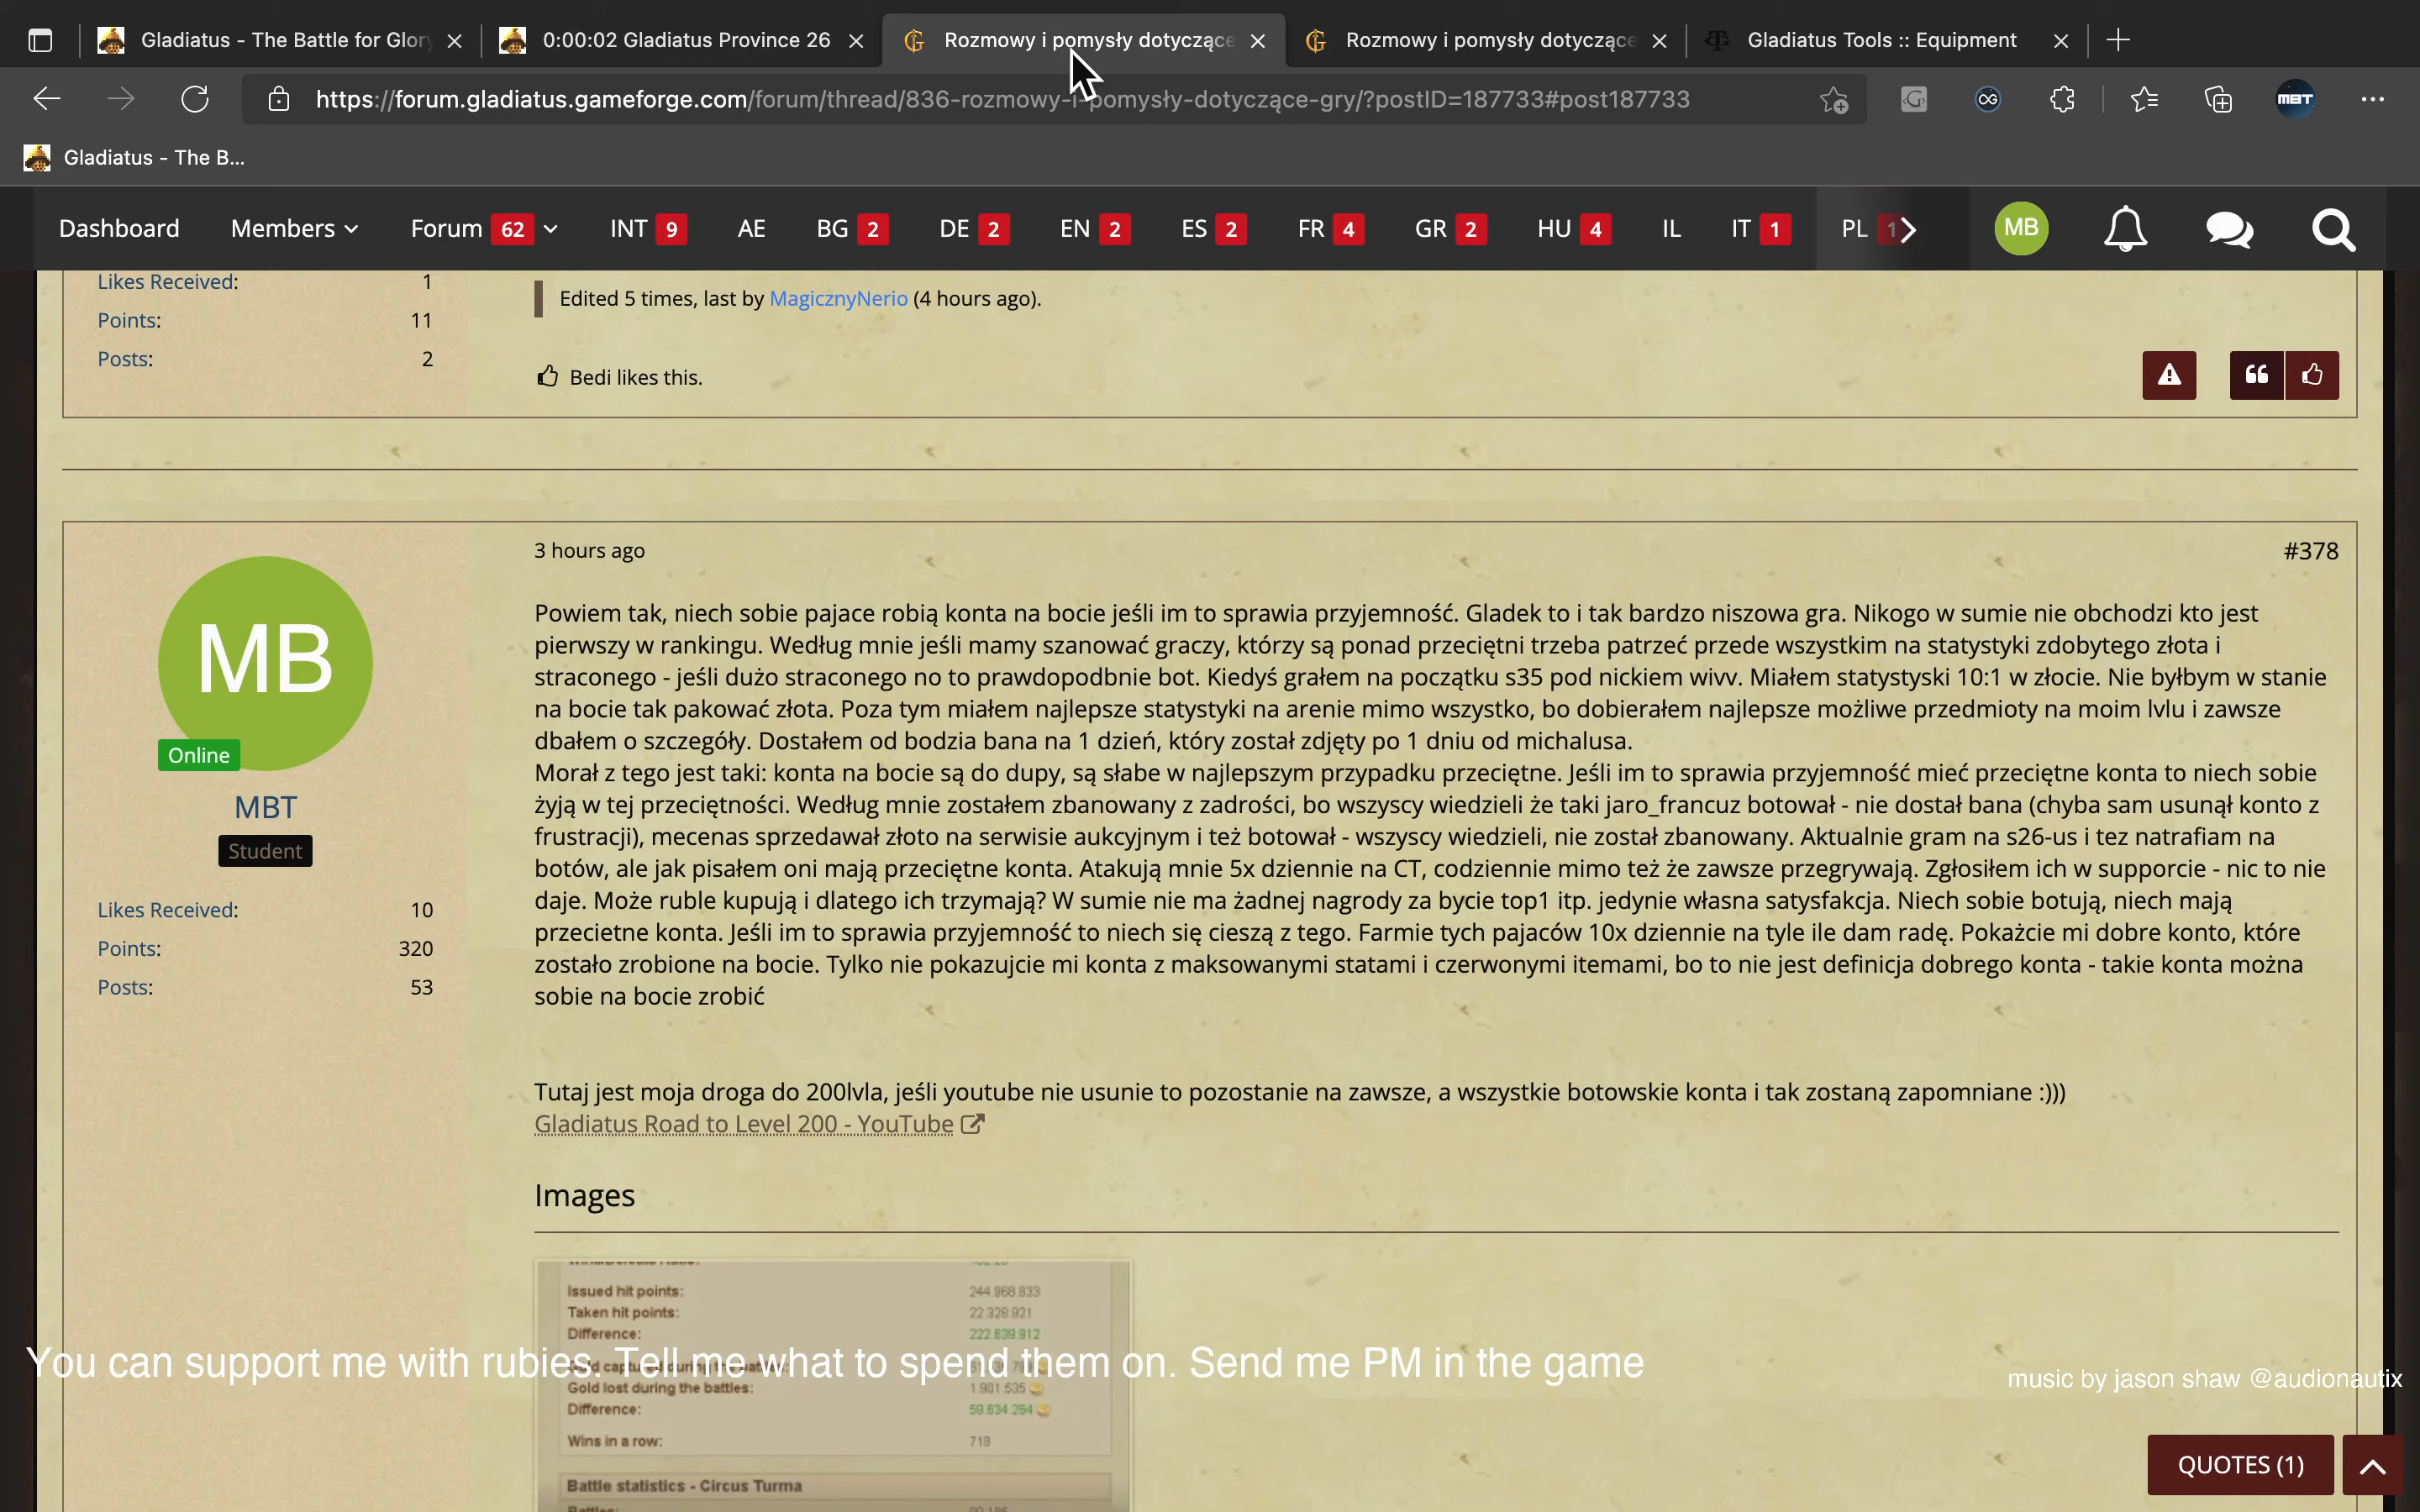 Gladiatus - The Battle for Glor
0:00:02 Gladiatus Province 26
Rozmowy i pomysły dotyczące
Rozmowy i pomysły dotyczące
Gladiatus Tools :: Equipment
https://forum.gladiatus.gameforge.com/forum/thread/836-rozmowy-i-pomysły-dotyczące-gry/?postID=187733#post187733
MBT
Gladiatus - The B...
Dashboard
Members
Forum 62
INT 9
AE
BG 2
DE 2
EN 2
ES 2
FR 4
GR 2
HU 4
IL
IT 1
PL 1
MB
Likes Received: 1
Points: 11
Posts: 2
Edited 5 times, last by MagicznyNerio (4 hours ago).
Bedi likes this.
MB
Online
MBT
Student
Likes Received: 10
Points: 320
Posts: 53
3 hours ago
#378
Powiem tak, niech sobie pajace robią konta na bocie jeśli im to sprawia przyjemność. Gladek to i tak bardzo niszowa gra. Nikogo w sumie nie obchodzi kto jest
pierwszy w rankingu. Według mnie jeśli mamy szanować graczy, którzy są ponad przeciętni trzeba patrzeć przede wszystkim na statystyki zdobytego złota i
straconego - jeśli dużo straconego no to prawdopodbnie bot. Kiedyś grałem na początku s35 pod nickiem wivv. Miałem statystyski 10:1 w złocie. Nie byłbym w stanie
na bocie tak pakować złota. Poza tym miałem najlepsze statystyki na arenie mimo wszystko, bo dobierałem najlepsze możliwe przedmioty na moim lvlu i zawsze
dbałem o szczegóły. Dostałem od bodzia bana na 1 dzień, który został zdjęty po 1 dniu od michalusa.
Morał z tego jest taki: konta na bocie są do dupy, są słabe w najlepszym przypadku przeciętne. Jeśli im to sprawia przyjemność mieć przeciętne konta to niech sobie
żyją w tej przeciętności. Według mnie zostałem zbanowany z zadrości, bo wszyscy wiedzieli że taki jaro_francuz botował - nie dostał bana (chyba sam usunął konto z
frustracji), mecenas sprzedawał złoto na serwisie aukcyjnym i też botował - wszyscy wiedzieli, nie został zbanowany. Aktualnie gram na s26-us i tez natrafiam na
botów, ale jak pisałem oni mają przeciętne konta. Atakują mnie 5x dziennie na CT, codziennie mimo też że zawsze przegrywają. Zgłosiłem ich w supporcie - nic to nie
daje. Może ruble kupują i dlatego ich trzymają? W sumie nie ma żadnej nagrody za bycie top1 itp. jedynie własna satysfakcja. Niech sobie botują, niech mają
przecietne konta. Jeśli im to sprawia przyjemność to niech się cieszą z tego. Farmie tych pajaców 10x dziennie na tyle ile dam radę. Pokażcie mi dobre konto, które
zostało zrobione na bocie. Tylko nie pokazujcie mi konta z maksowanymi statami i czerwonymi itemami, bo to nie jest definicja dobrego konta - takie konta można
sobie na bocie zrobić
Tutaj jest moja droga do 200lvla, jeśli youtube nie usunie to pozostanie na zawsze, a wszystkie botowskie konta i tak zostaną zapomniane :)))
Gladiatus Road to Level 200 - YouTube
Images
Issued hit points: 244.968.833
Taken hit points: 22.328.921
Difference: 222.639.912
You can support me with rubies. Tell me what to spend them on. Send me PM in the game
music by jason shaw @audionautix
Gold lost during the battles: 1.901.535
Difference: 59.634.264
Wins in a row: 718
Battle statistics - Circus Turma
QUOTES (1)